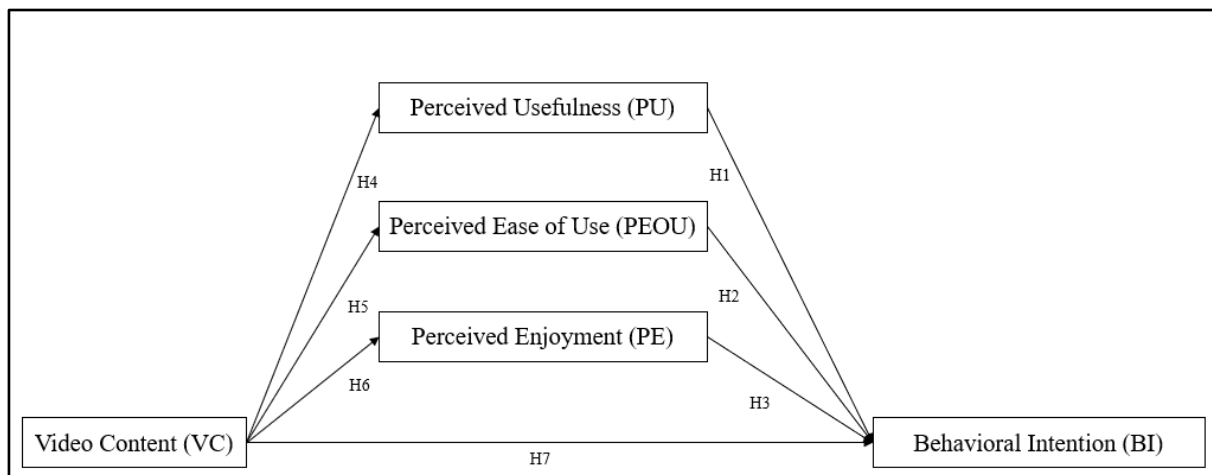 Perceived Usefulness (PU)
H4
H1
Perceived Ease of Use (PEOU)
H5
H2
Perceived Enjoyment (PE)
H6
H3
Video Content (VC)
H7
Behavioral Intention (BI)